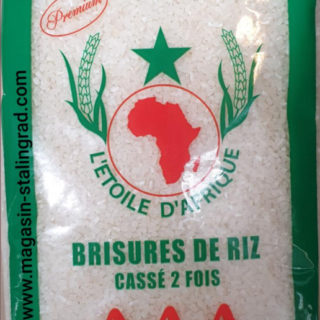 Premium
L'ETOILE D'AFRIQUE
BRISURES DE RIZ
CASSÉ 2 FOIS
www.magasin-stalingrad.com